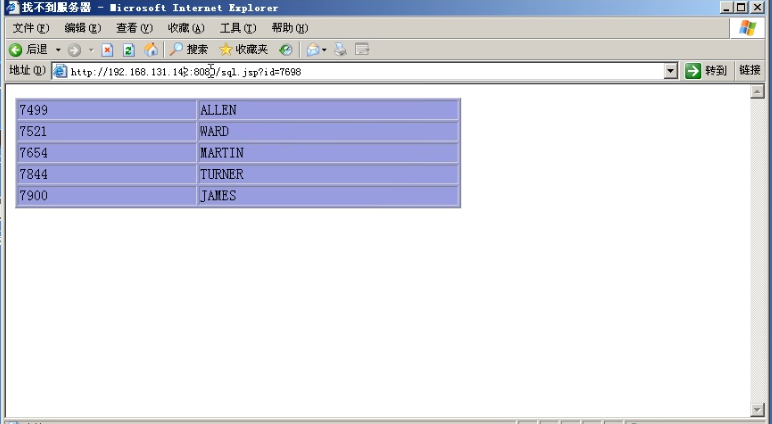 找不到服务器 - Microsoft Internet Explorer
文件(F) 编辑(E) 查看(V) 收藏(A) 工具(T) 帮助(H)
后退 搜索 收藏夹
地址(D) http://192.168.131.142:8080/sql.jsp?id=7698 转到 链接
7499 ALLEN
7521 WARD
7654 MARTIN
7844 TURNER
7900 JAMES